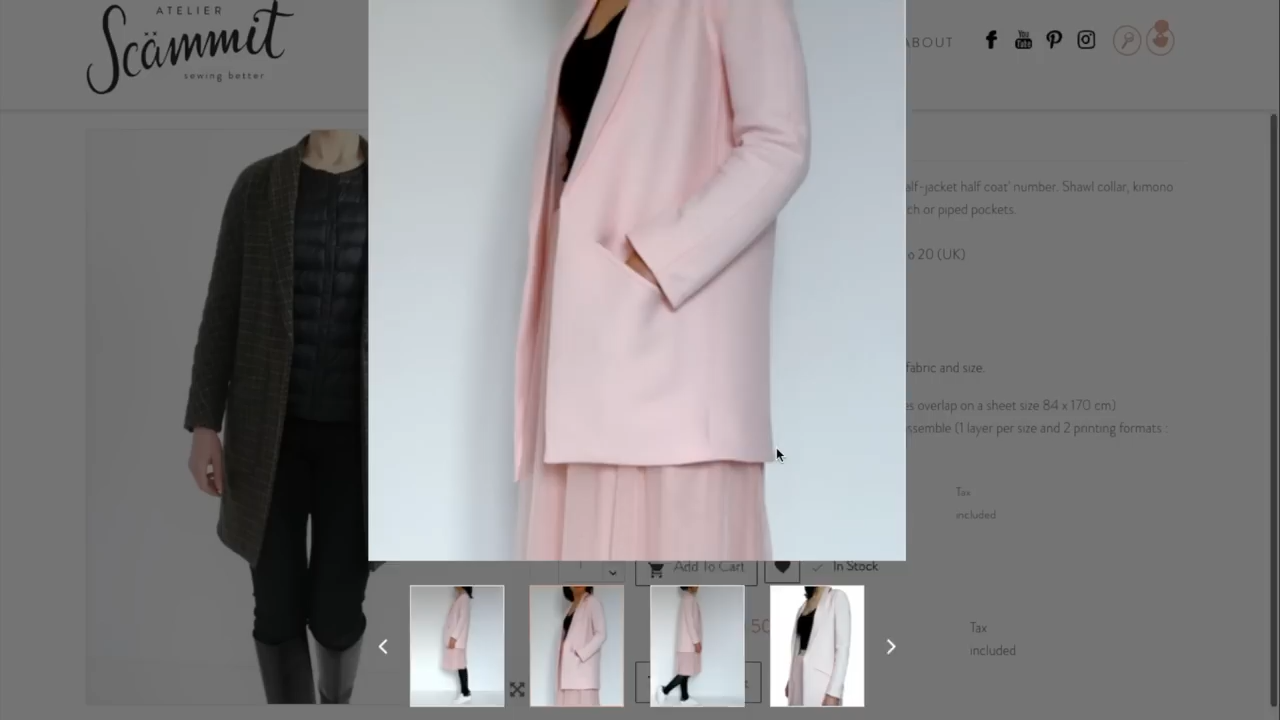 ATELIER
Scämmit
sewing better
ABOUT
alf-jacket half coat' number. Shawl collar, kimono
ch or piped pockets.
o 20 (UK)
fabric and size.
es overlap on a sheet size 84 x 170 cm)
ssemble (1 layer per size and 2 printing formats :
Tax
included
1
Add To Cart
In Stock
50
Tax
included